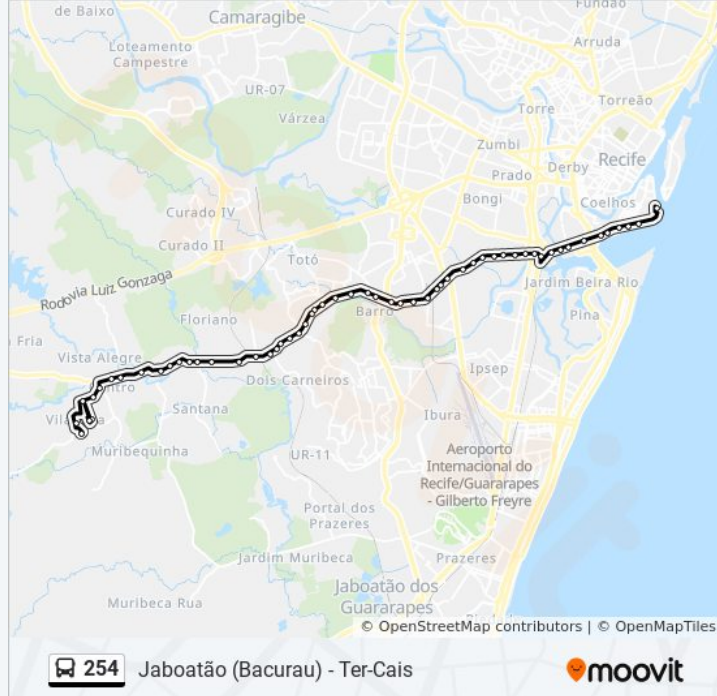 Fundão
de Baixo
Camaragibe
Arruda
Loteamento
Campestre
UR-07
Torre
Torreão
Várzea
Zumbi
Recife
Derby
Prado
Curado IV
Bongi
Coelhos
Curado II
Totó
Rodovia Luiz Gonzaga
Jardim Beira Rio
Barro
Floriano
Pina
a Fria
Vista Alegre
Ipsep
Dois Carneiros
Santana
Ibura
Muribequinha
UR-11
Aeroporto
Internacional do
Recife/Guararapes
- Gilberto Freyre
Portal dos
Prazeres
Jardim Muribeca
Prazeres
Jaboatão dos
Guararapes
Muribeca Rua
© OpenStreetMap contributors | © OpenMapTiles
254 Jaboatão (Bacurau) - Ter-Cais
moovit